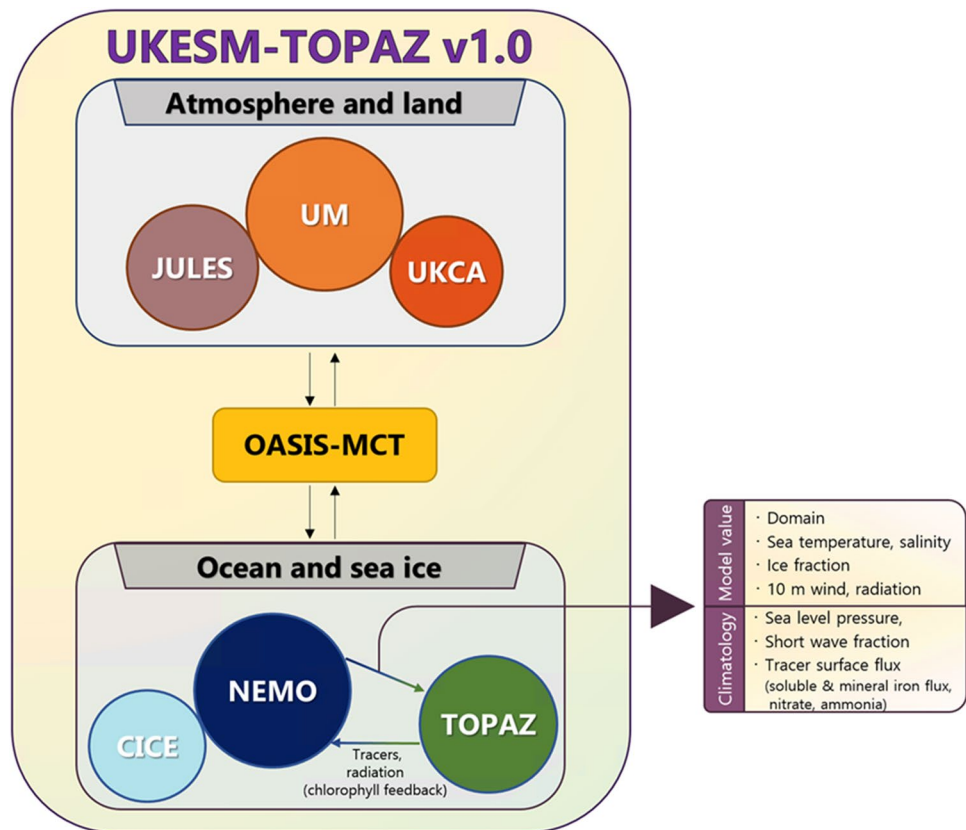 UKESM-TOPAZ v1.0
Atmosphere and land
UM
JULES
UKCA
OASIS-MCT
Ocean and sea ice
NEMO
TOPAZ
CICE
Tracers,
radiation
(chlorophyll feedback)
Model value
· Domain
· Sea temperature, salinity
· Ice fraction
· 10 m wind, radiation
Climatology
· Sea level pressure,
· Short wave fraction
· Tracer surface flux
(soluble & mineral iron flux,
nitrate, ammonia)